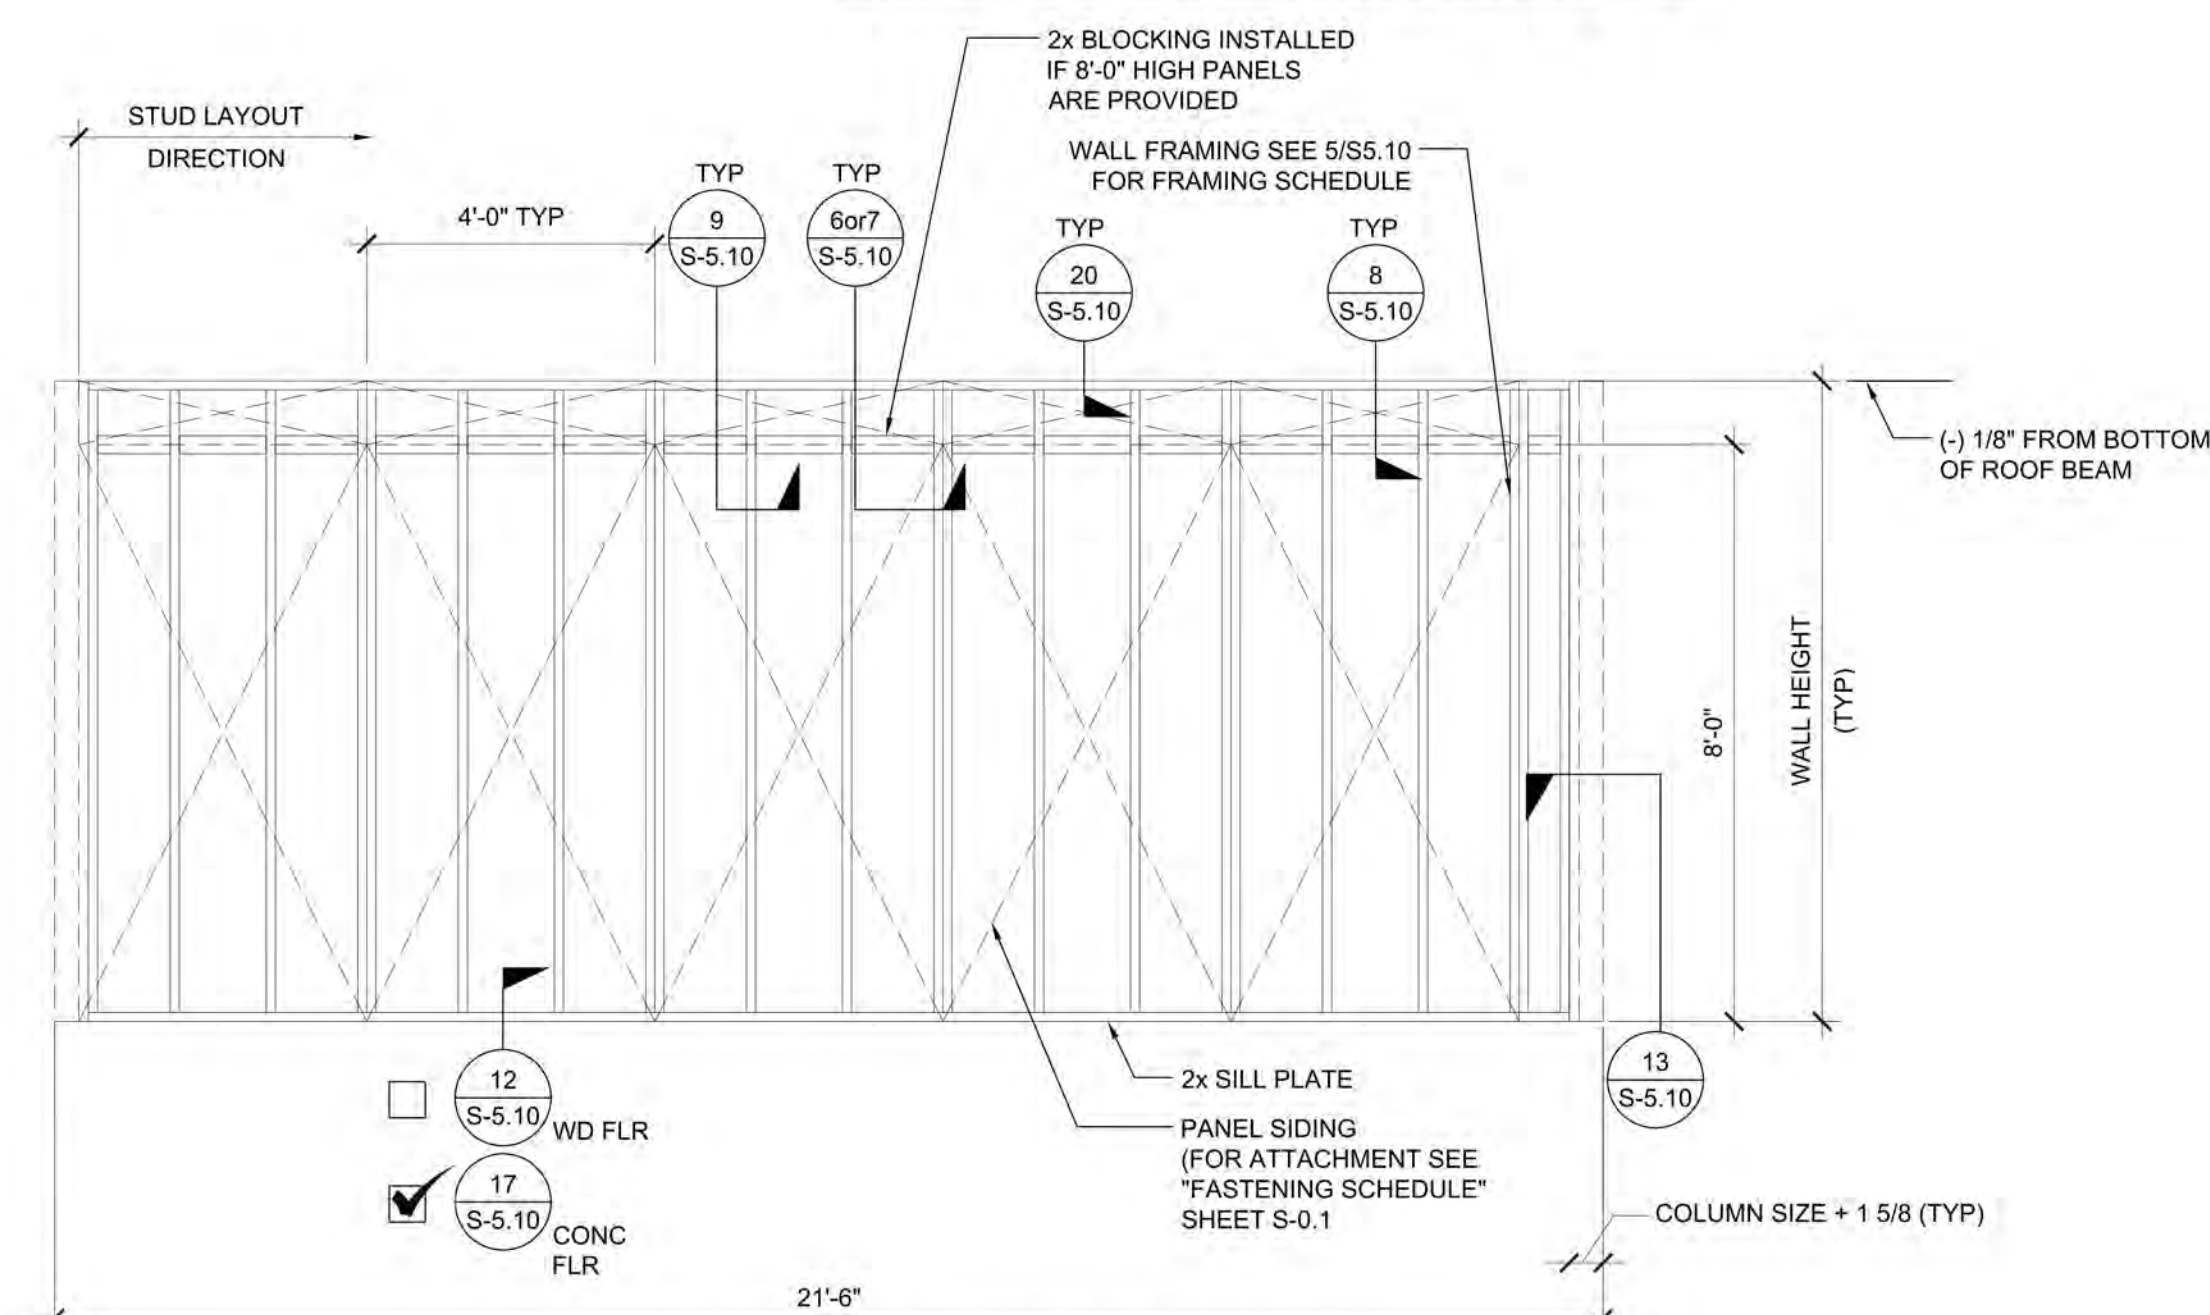 2x BLOCKING INSTALLED
IF 8'-0" HIGH PANELS
ARE PROVIDED
STUD LAYOUT
DIRECTION
WALL FRAMING SEE 5/S5.10
FOR FRAMING SCHEDULE
4'-0" TYP
TYP
9
S-5.10
TYP
6or7
S-5.10
TYP
20
S-5.10
TYP
8
S-5.10
(-) 1/8" FROM BOTTOM
OF ROOF BEAM
8'-0"
WALL HEIGHT
(TYP)
12
S-5.10
WD FLR
17
S-5.10
CONC
FLR
2x SILL PLATE
PANEL SIDING
(FOR ATTACHMENT SEE
"FASTENING SCHEDULE"
SHEET S-0.1
13
S-5.10
COLUMN SIZE + 1 5/8 (TYP)
21'-6"